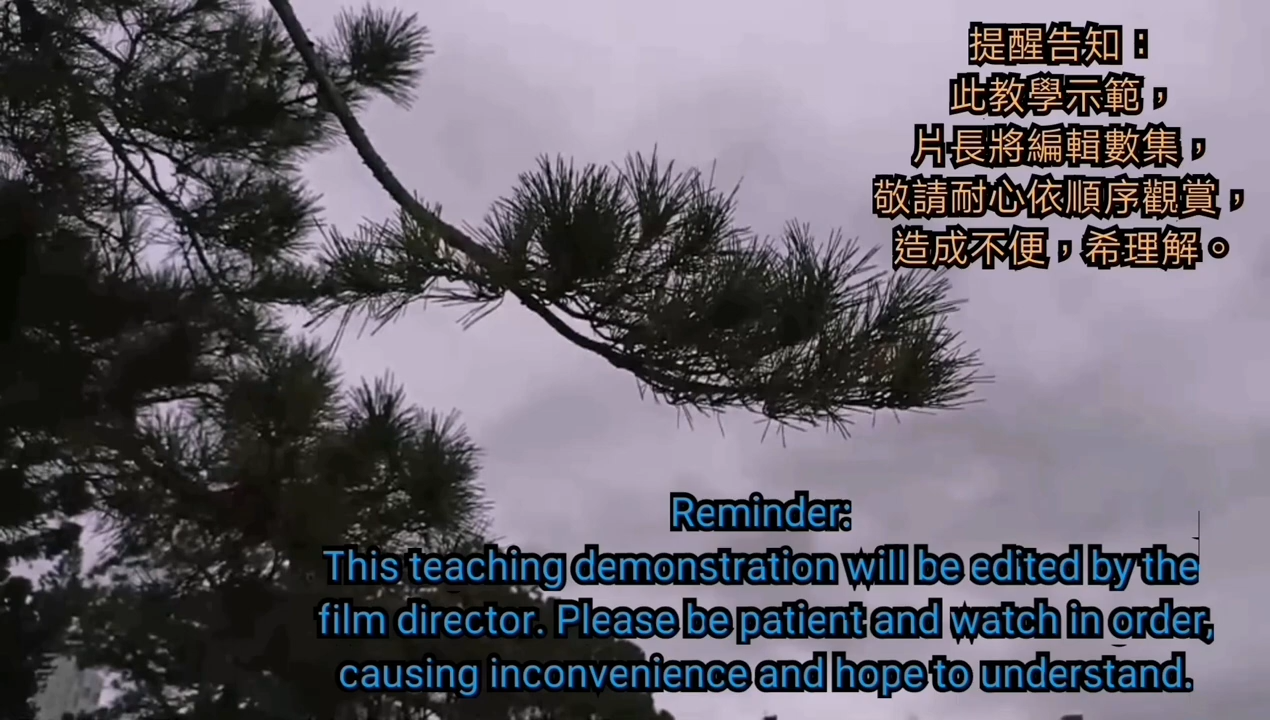 提醒告知：
此教學示範，
片長將編輯數集，
敬請耐心依順序觀賞，
造成不便，希理解。
Reminder:
This teaching demonstration will be edited by the
film director. Please be patient and watch in order,
causing inconvenience and hope to understand.